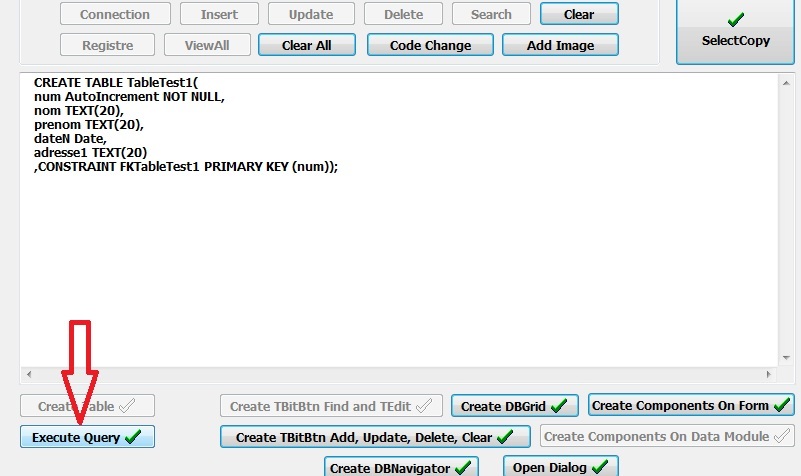 Connection Insert Update Delete Search Clear
Registre ViewAll Clear All Code Change Add Image
SelectCopy
CREATE TABLE TableTest1(
num AutoIncrement NOT NULL,
nom TEXT(20),
prenom TEXT(20),
dateN Date,
adresse1 TEXT(20)
,CONSTRAINT FKTableTest1 PRIMARY KEY (num));
Create Table Create TBitBtn Find and TEdit Create DBGrid Create Components On Form
Execute Query Create TBitBtn Add, Update, Delete, Clear Create Components On Data Module
Create DBNavigator Open Dialog